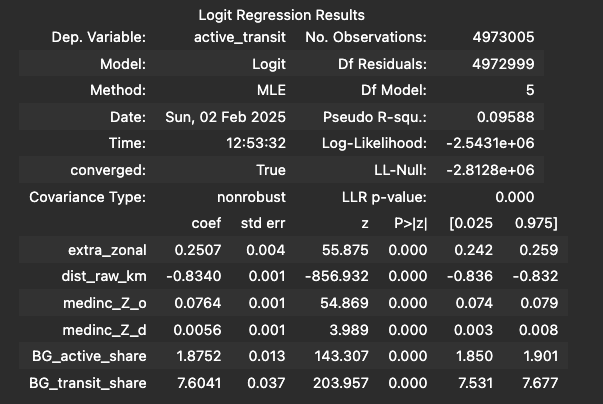 Logit Regression Results
Dep. Variable: active_transit No. Observations: 4973005
Model: Logit Df Residuals: 4972999
Method: MLE Df Model: 5
Date: Sun, 02 Feb 2025 Pseudo R-squ.: 0.09588
Time: 12:53:32 Log-Likelihood: -2.5431e+06
converged: True LL-Null: -2.8128e+06
Covariance Type: nonrobust LLR p-value: 0.000
coef std err z P>|z| [0.025 0.975]
extra_zonal 0.2507 0.004 55.875 0.000 0.242 0.259
dist_raw_km -0.8340 0.001 -856.932 0.000 -0.836 -0.832
medinc_Z_o 0.0764 0.001 54.869 0.000 0.074 0.079
medinc_Z_d 0.0056 0.001 3.989 0.000 0.003 0.008
BG_active_share 1.8752 0.013 143.307 0.000 1.850 1.901
BG_transit_share 7.6041 0.037 203.957 0.000 7.531 7.677